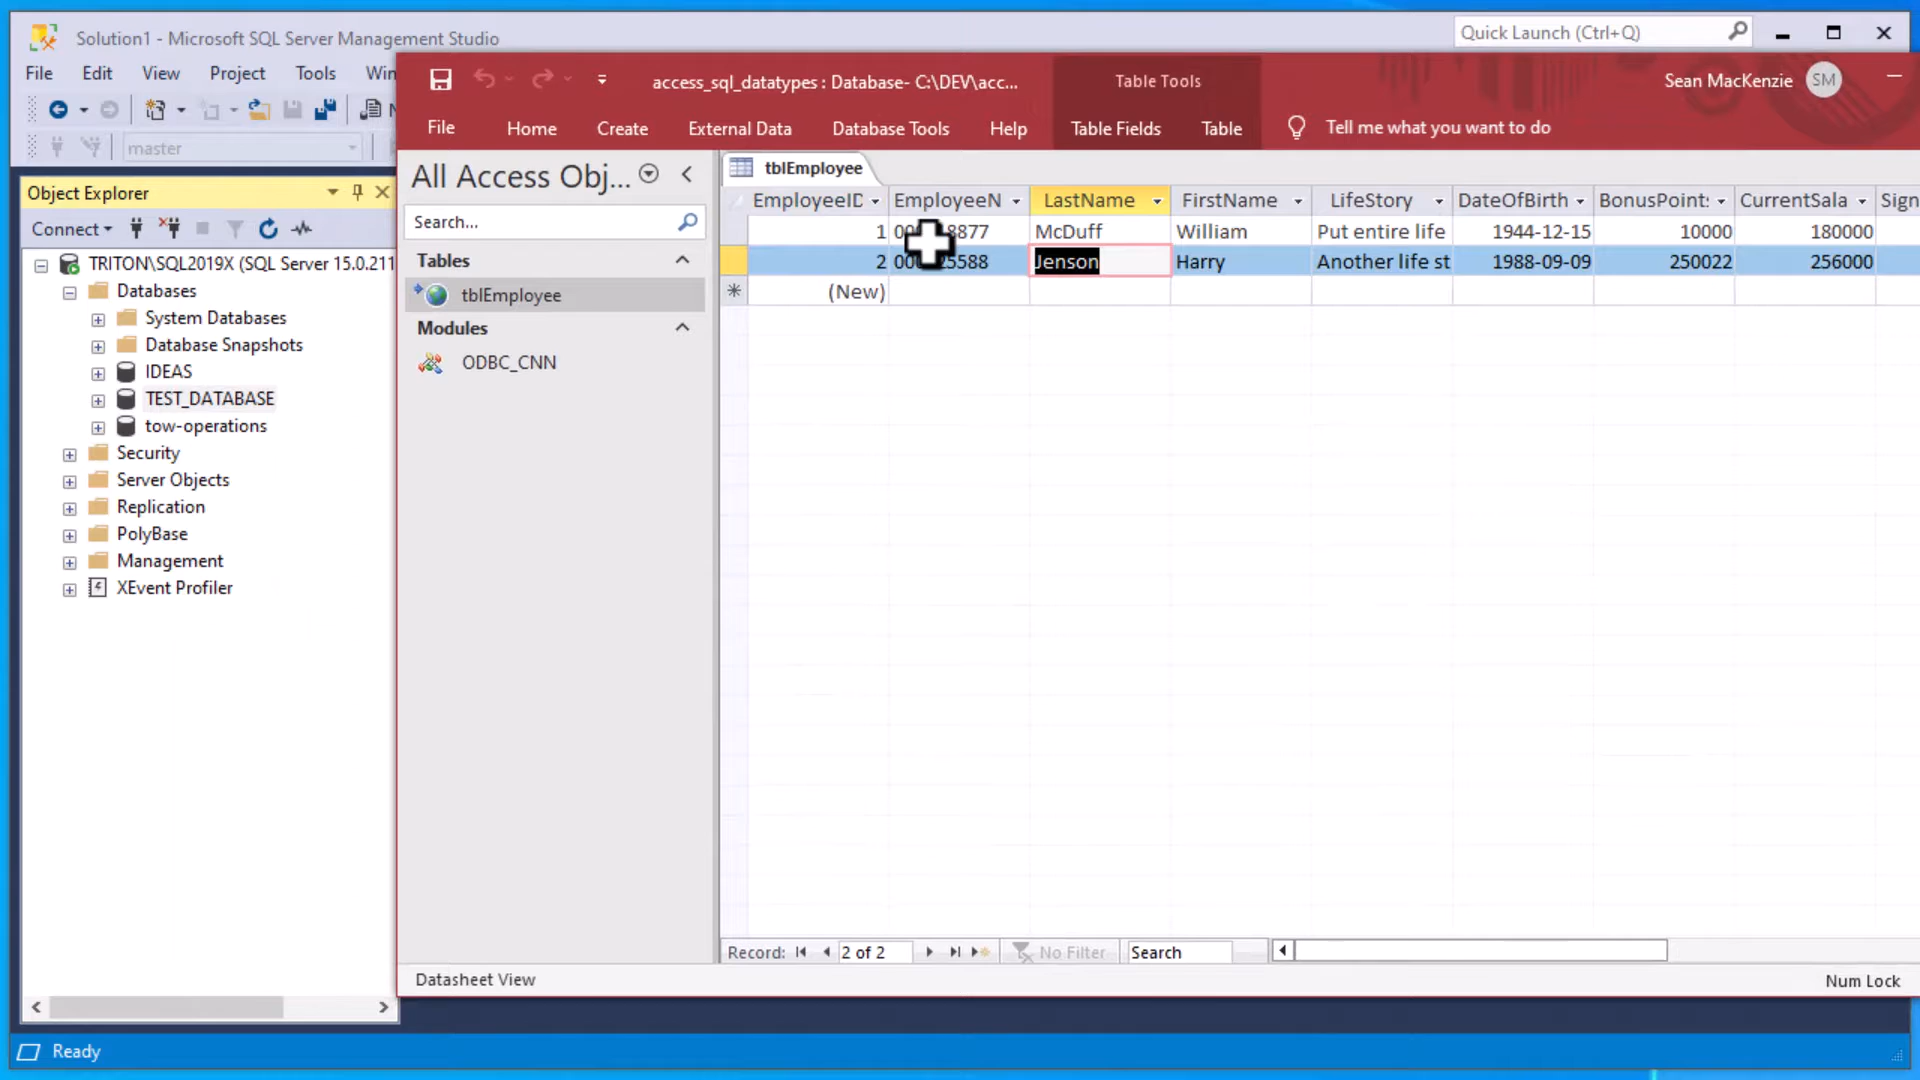 Solution1 - Microsoft SQL Server Management Studio
Quick Launch (Ctrl+Q)
File Edit View Project Tools Win
master
Object Explorer
Connect
TRITON\SQL2019X (SQL Server 15.0.211
Databases
System Databases
Database Snapshots
IDEAS
TEST_DATABASE
tow-operations
Security
Server Objects
Replication
PolyBase
Management
XEvent Profiler
Ready
access_sql_datatypes : Database- C:\DEV\acc...
Table Tools
Sean MacKenzie SM
File Home Create External Data Database Tools Help Table Fields Table Tell me what you want to do
All Access Obj...
Search...
Tables
tblEmployee
Modules
ODBC_CNN
tblEmployee
EmployeeID EmployeeN LastName FirstName LifeStory DateOfBirth BonusPoint: CurrentSala Sign
1 McDuff William Put entire life 1944-12-15 10000 180000
2 Jenson Harry Another life st 1988-09-09 250022 256000
(New)
Record: 2 of 2 No Filter Search
Datasheet View
Num Lock